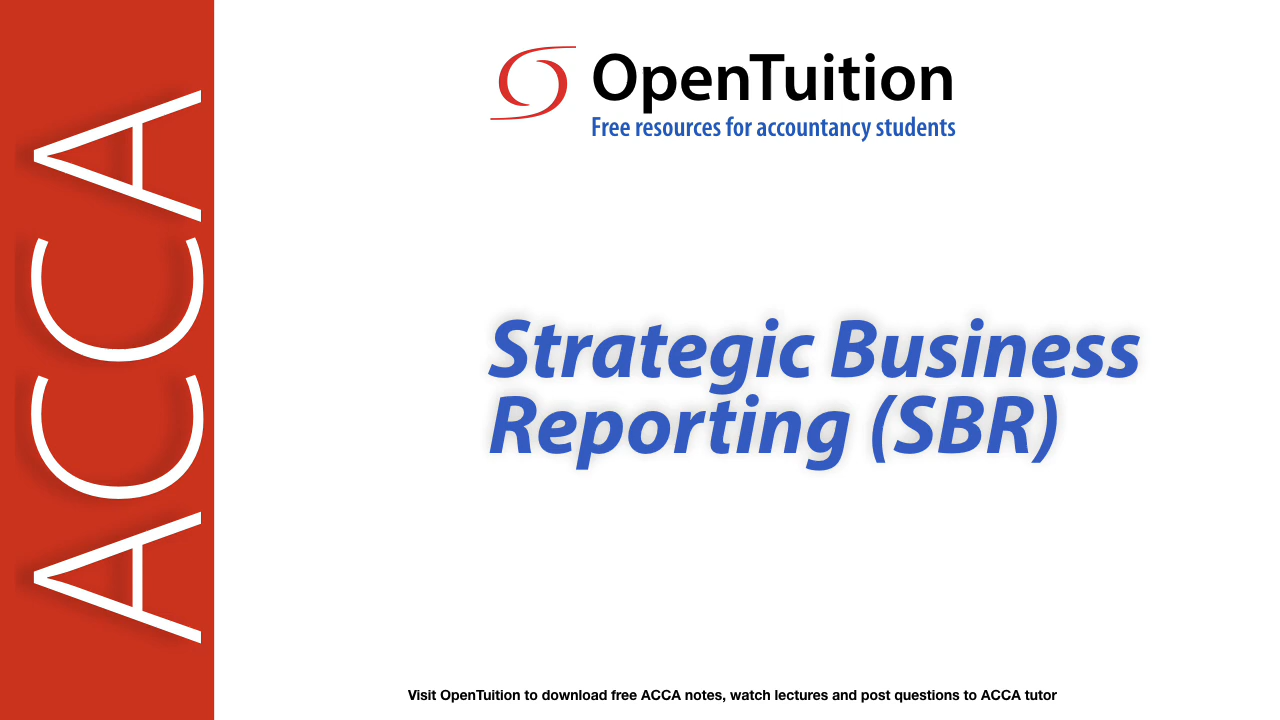 ACCA
OpenTuition
Free resources for accountancy students
Strategic Business
Reporting (SBR)
Visit OpenTuition to download free ACCA notes, watch lectures and post questions to ACCA tutor